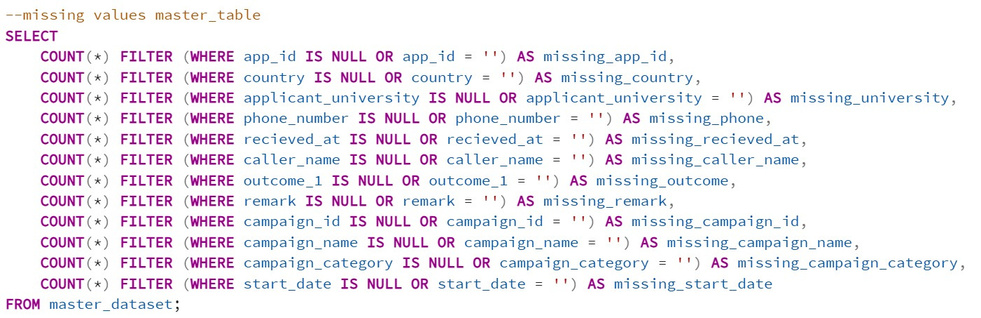 --missing values master_table
SELECT
    COUNT(*) FILTER (WHERE app_id IS NULL OR app_id = '') AS missing_app_id,
    COUNT(*) FILTER (WHERE country IS NULL OR country = '') AS missing_country,
    COUNT(*) FILTER (WHERE applicant_university IS NULL OR applicant_university = '') AS missing_university,
    COUNT(*) FILTER (WHERE phone_number IS NULL OR phone_number = '') AS missing_phone,
    COUNT(*) FILTER (WHERE recieved_at IS NULL OR recieved_at = '') AS missing_recieved_at,
    COUNT(*) FILTER (WHERE caller_name IS NULL OR caller_name = '') AS missing_caller_name,
    COUNT(*) FILTER (WHERE outcome_1 IS NULL OR outcome_1 = '') AS missing_outcome,
    COUNT(*) FILTER (WHERE remark IS NULL OR remark = '') AS missing_remark,
    COUNT(*) FILTER (WHERE campaign_id IS NULL OR campaign_id = '') AS missing_campaign_id,
    COUNT(*) FILTER (WHERE campaign_name IS NULL OR campaign_name = '') AS missing_campaign_name,
    COUNT(*) FILTER (WHERE campaign_category IS NULL OR campaign_category = '') AS missing_campaign_category,
    COUNT(*) FILTER (WHERE start_date IS NULL OR start_date = '') AS missing_start_date
FROM master_dataset;